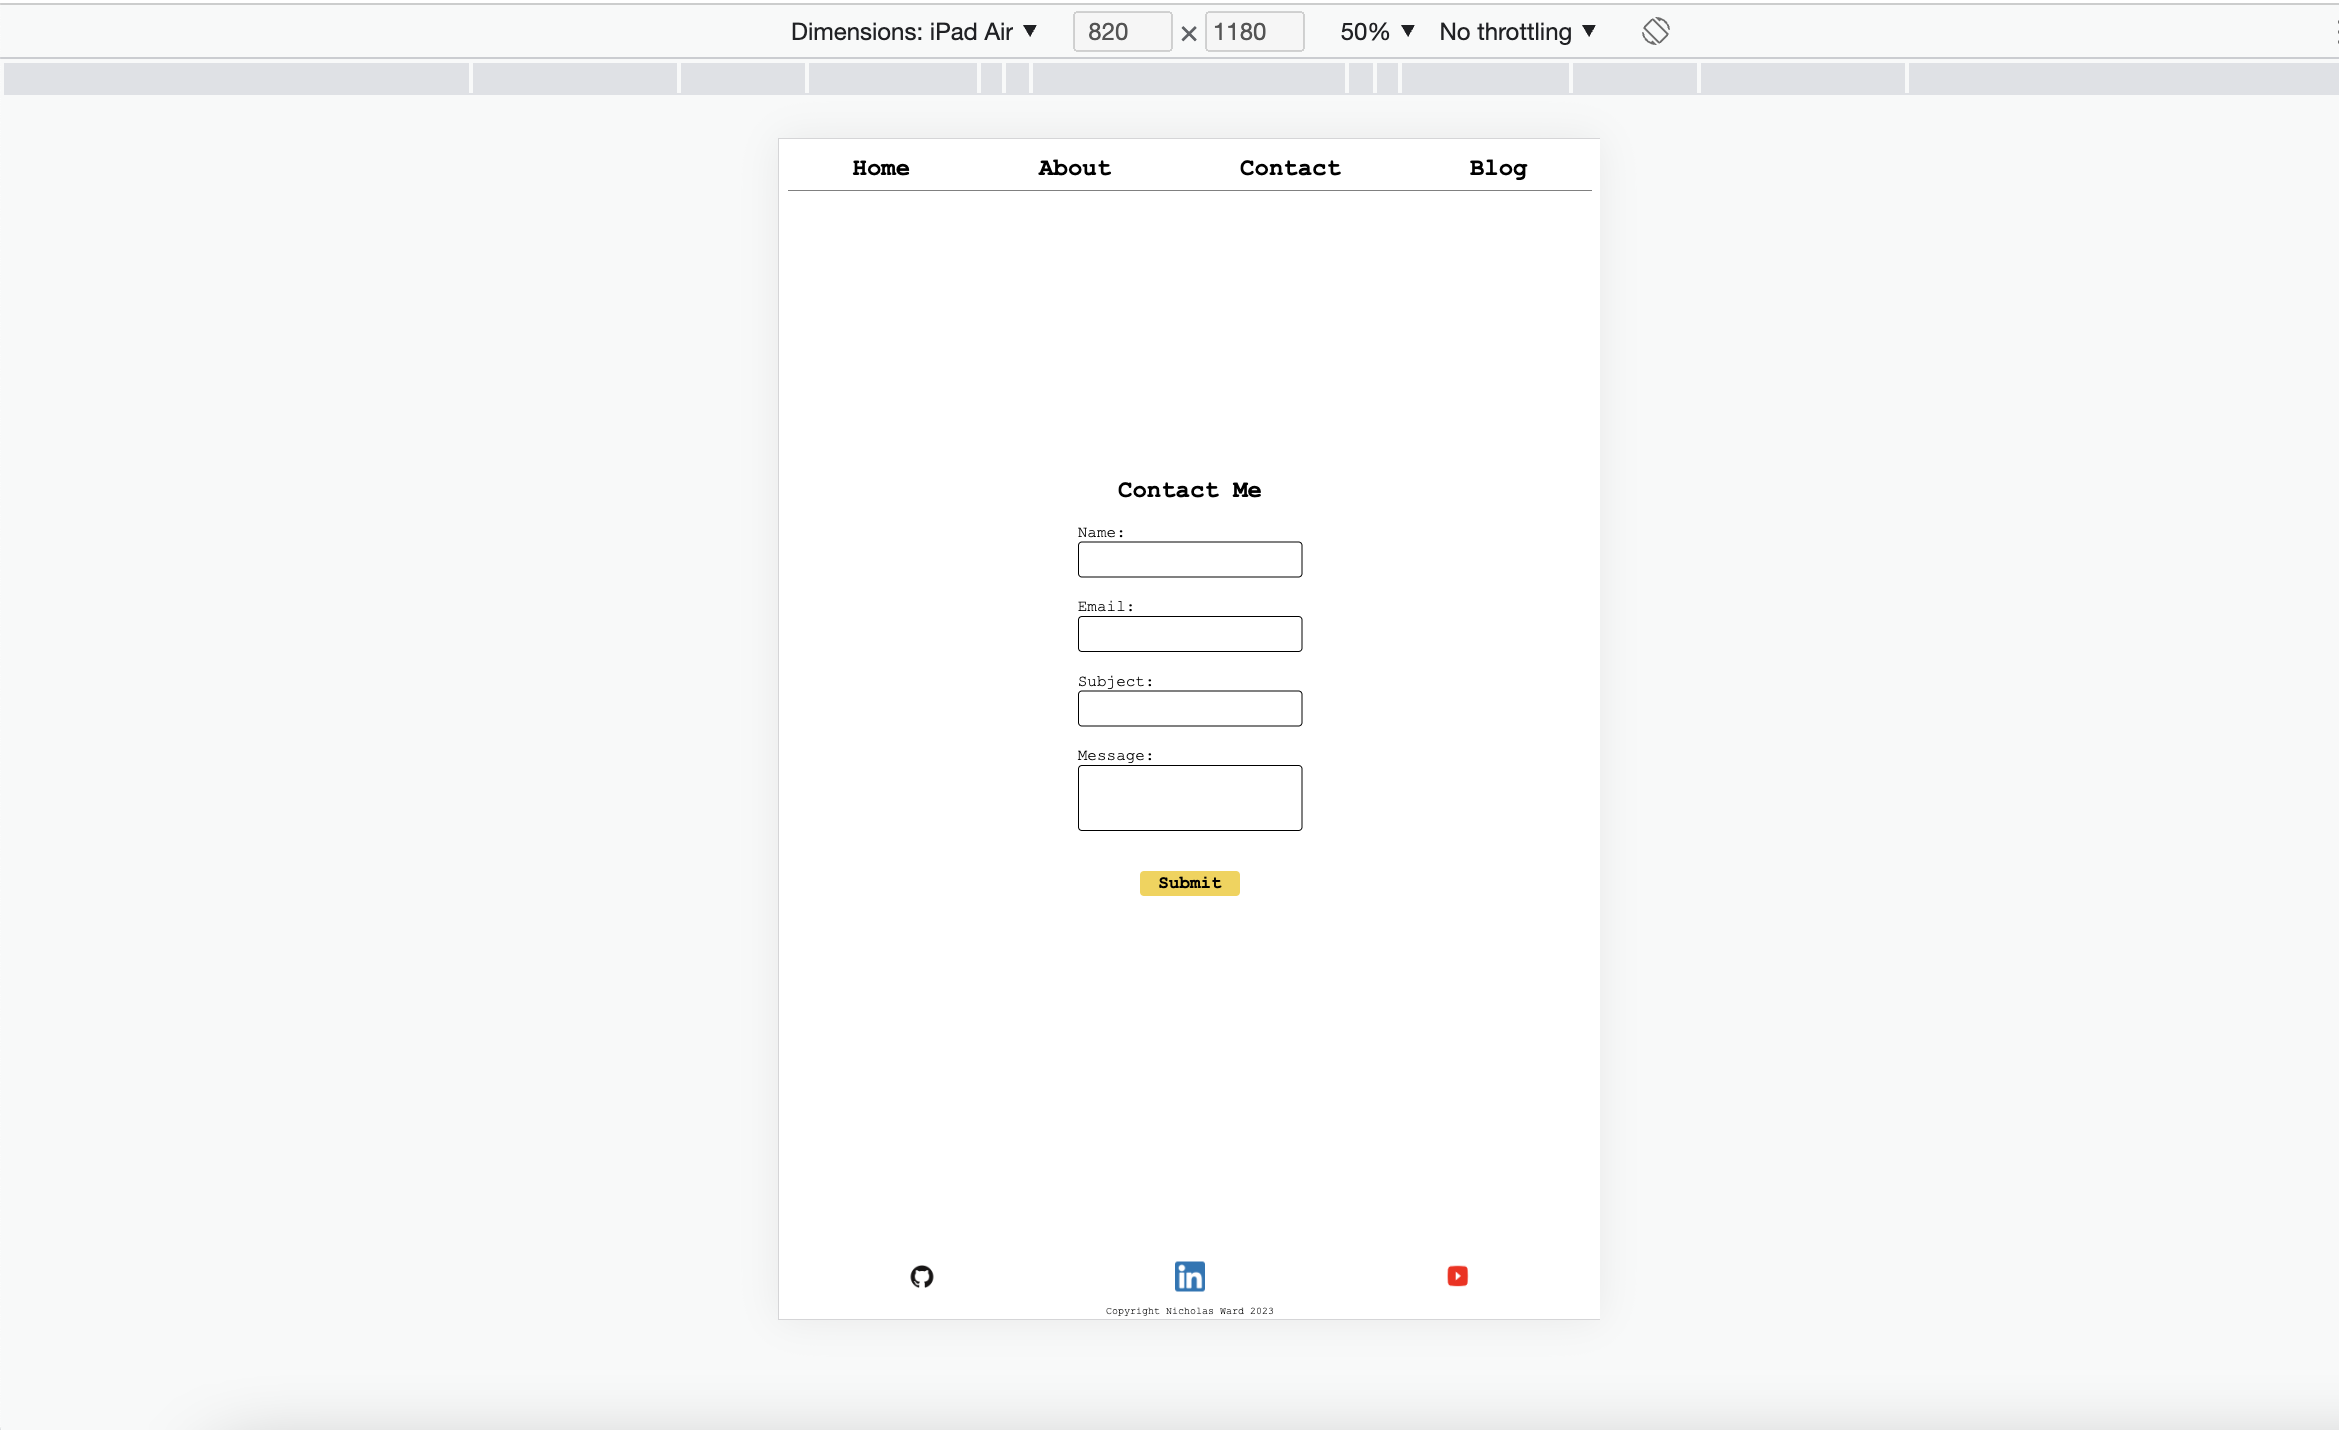 Dimensions: iPad Air ▼ 820 × 1180 50% ▼ No throttling ▼
Home About Contact Blog
Contact Me
Name:
Email:
Subject:
Message:
Submit
in
Copyright Nicholas Ward 2023